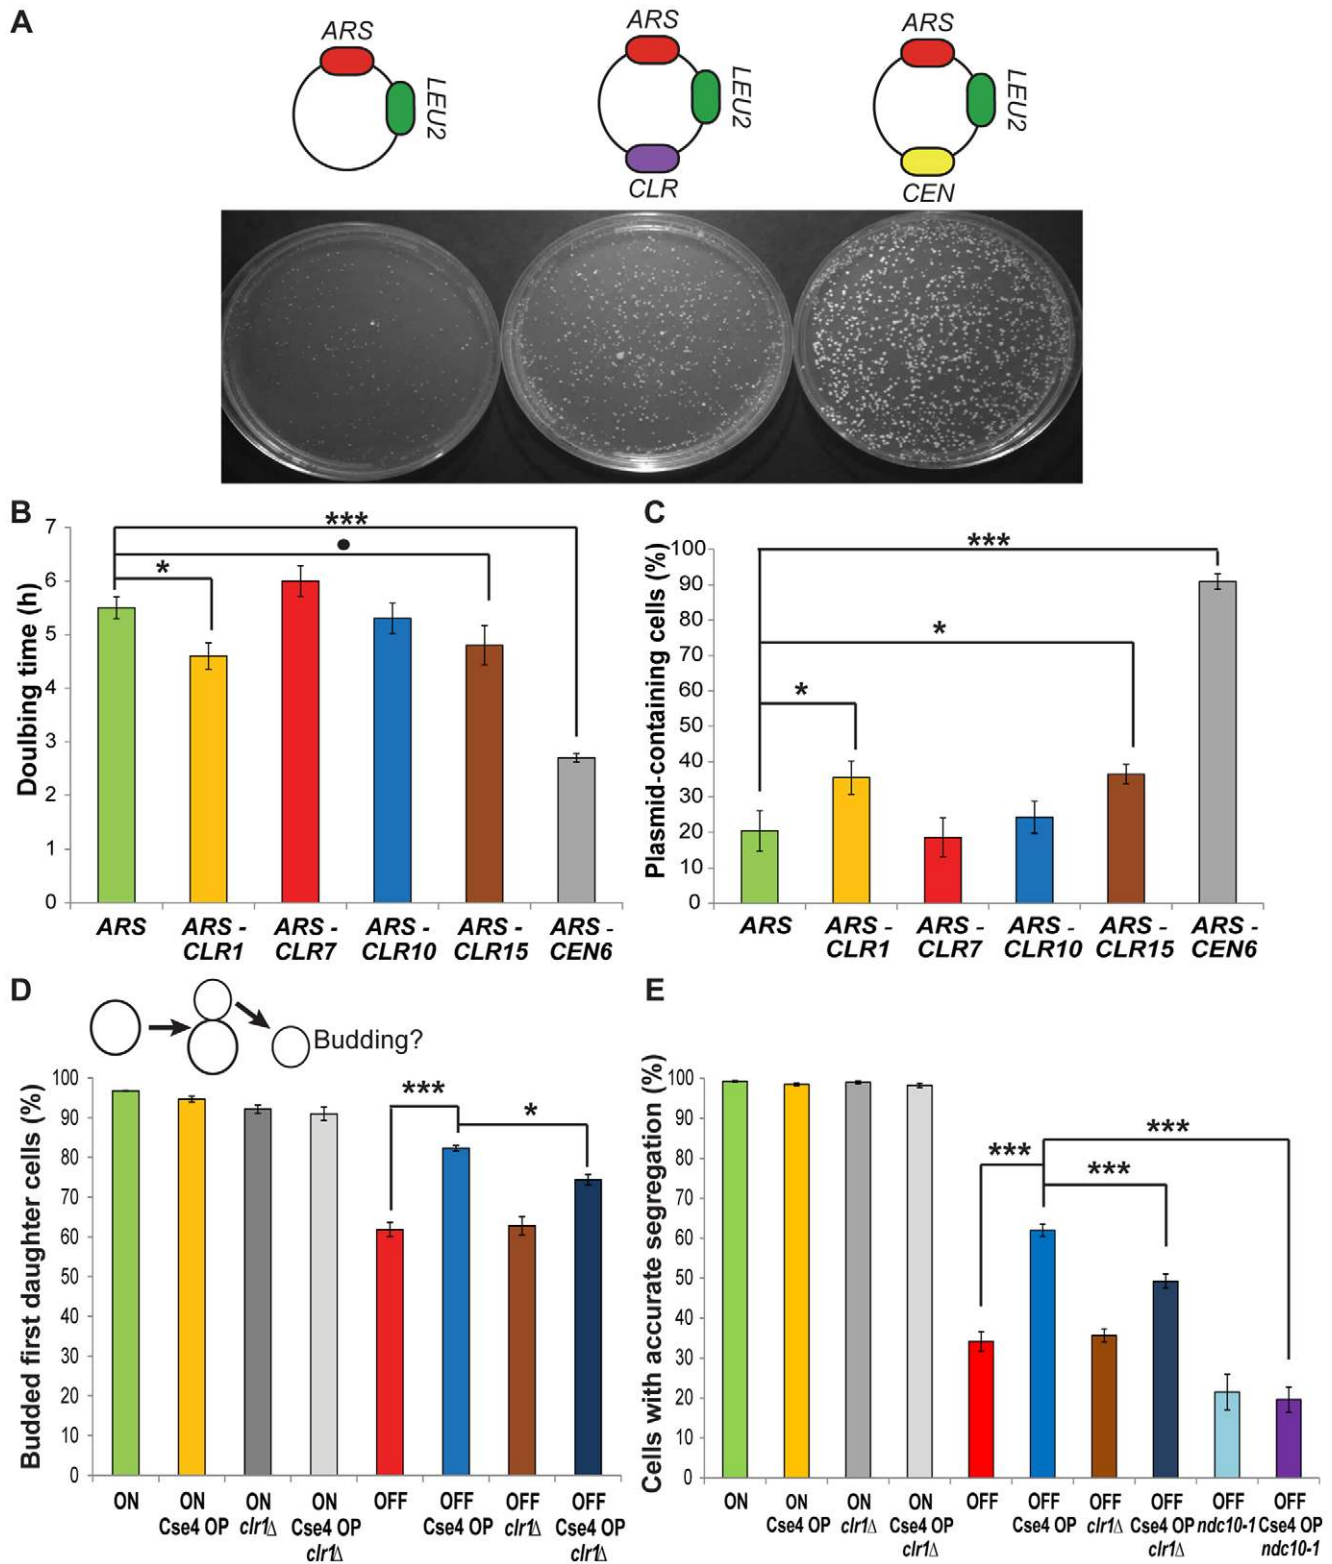 A
ARS
LEU2
ARS
LEU2
CLR
ARS
LEU2
CEN
B
Doulbing time (h)
7
6
5
4
3
2
1
0
***
●
*
ARS
ARS -
CLR1
ARS -
CLR7
ARS -
CLR10
ARS -
CLR15
ARS -
CEN6
C
Plasmid-containing cells (%)
100
90
80
70
60
50
40
30
20
10
0
***
*
*
ARS
ARS -
CLR1
ARS -
CLR7
ARS -
CLR10
ARS -
CLR15
ARS -
CEN6
D
Budding?
Budded first daughter cells (%)
100
90
80
70
60
50
40
30
20
10
0
***
*
ON
ON
Cse4 OP
ON
clr1Δ
ON
Cse4 OP
clr1Δ
OFF
OFF
Cse4 OP
OFF
clr1Δ
OFF
Cse4 OP
clr1Δ
E
Cells with accurate segregation (%)
100
90
80
70
60
50
40
30
20
10
0
***
***
***
ON
ON
Cse4 OP
ON
clr1Δ
ON
Cse4 OP
clr1Δ
OFF
OFF
Cse4 OP
OFF
clr1Δ
OFF
Cse4 OP
clr1Δ
OFF
ndc10-1
OFF
Cse4 OP
ndc10-1